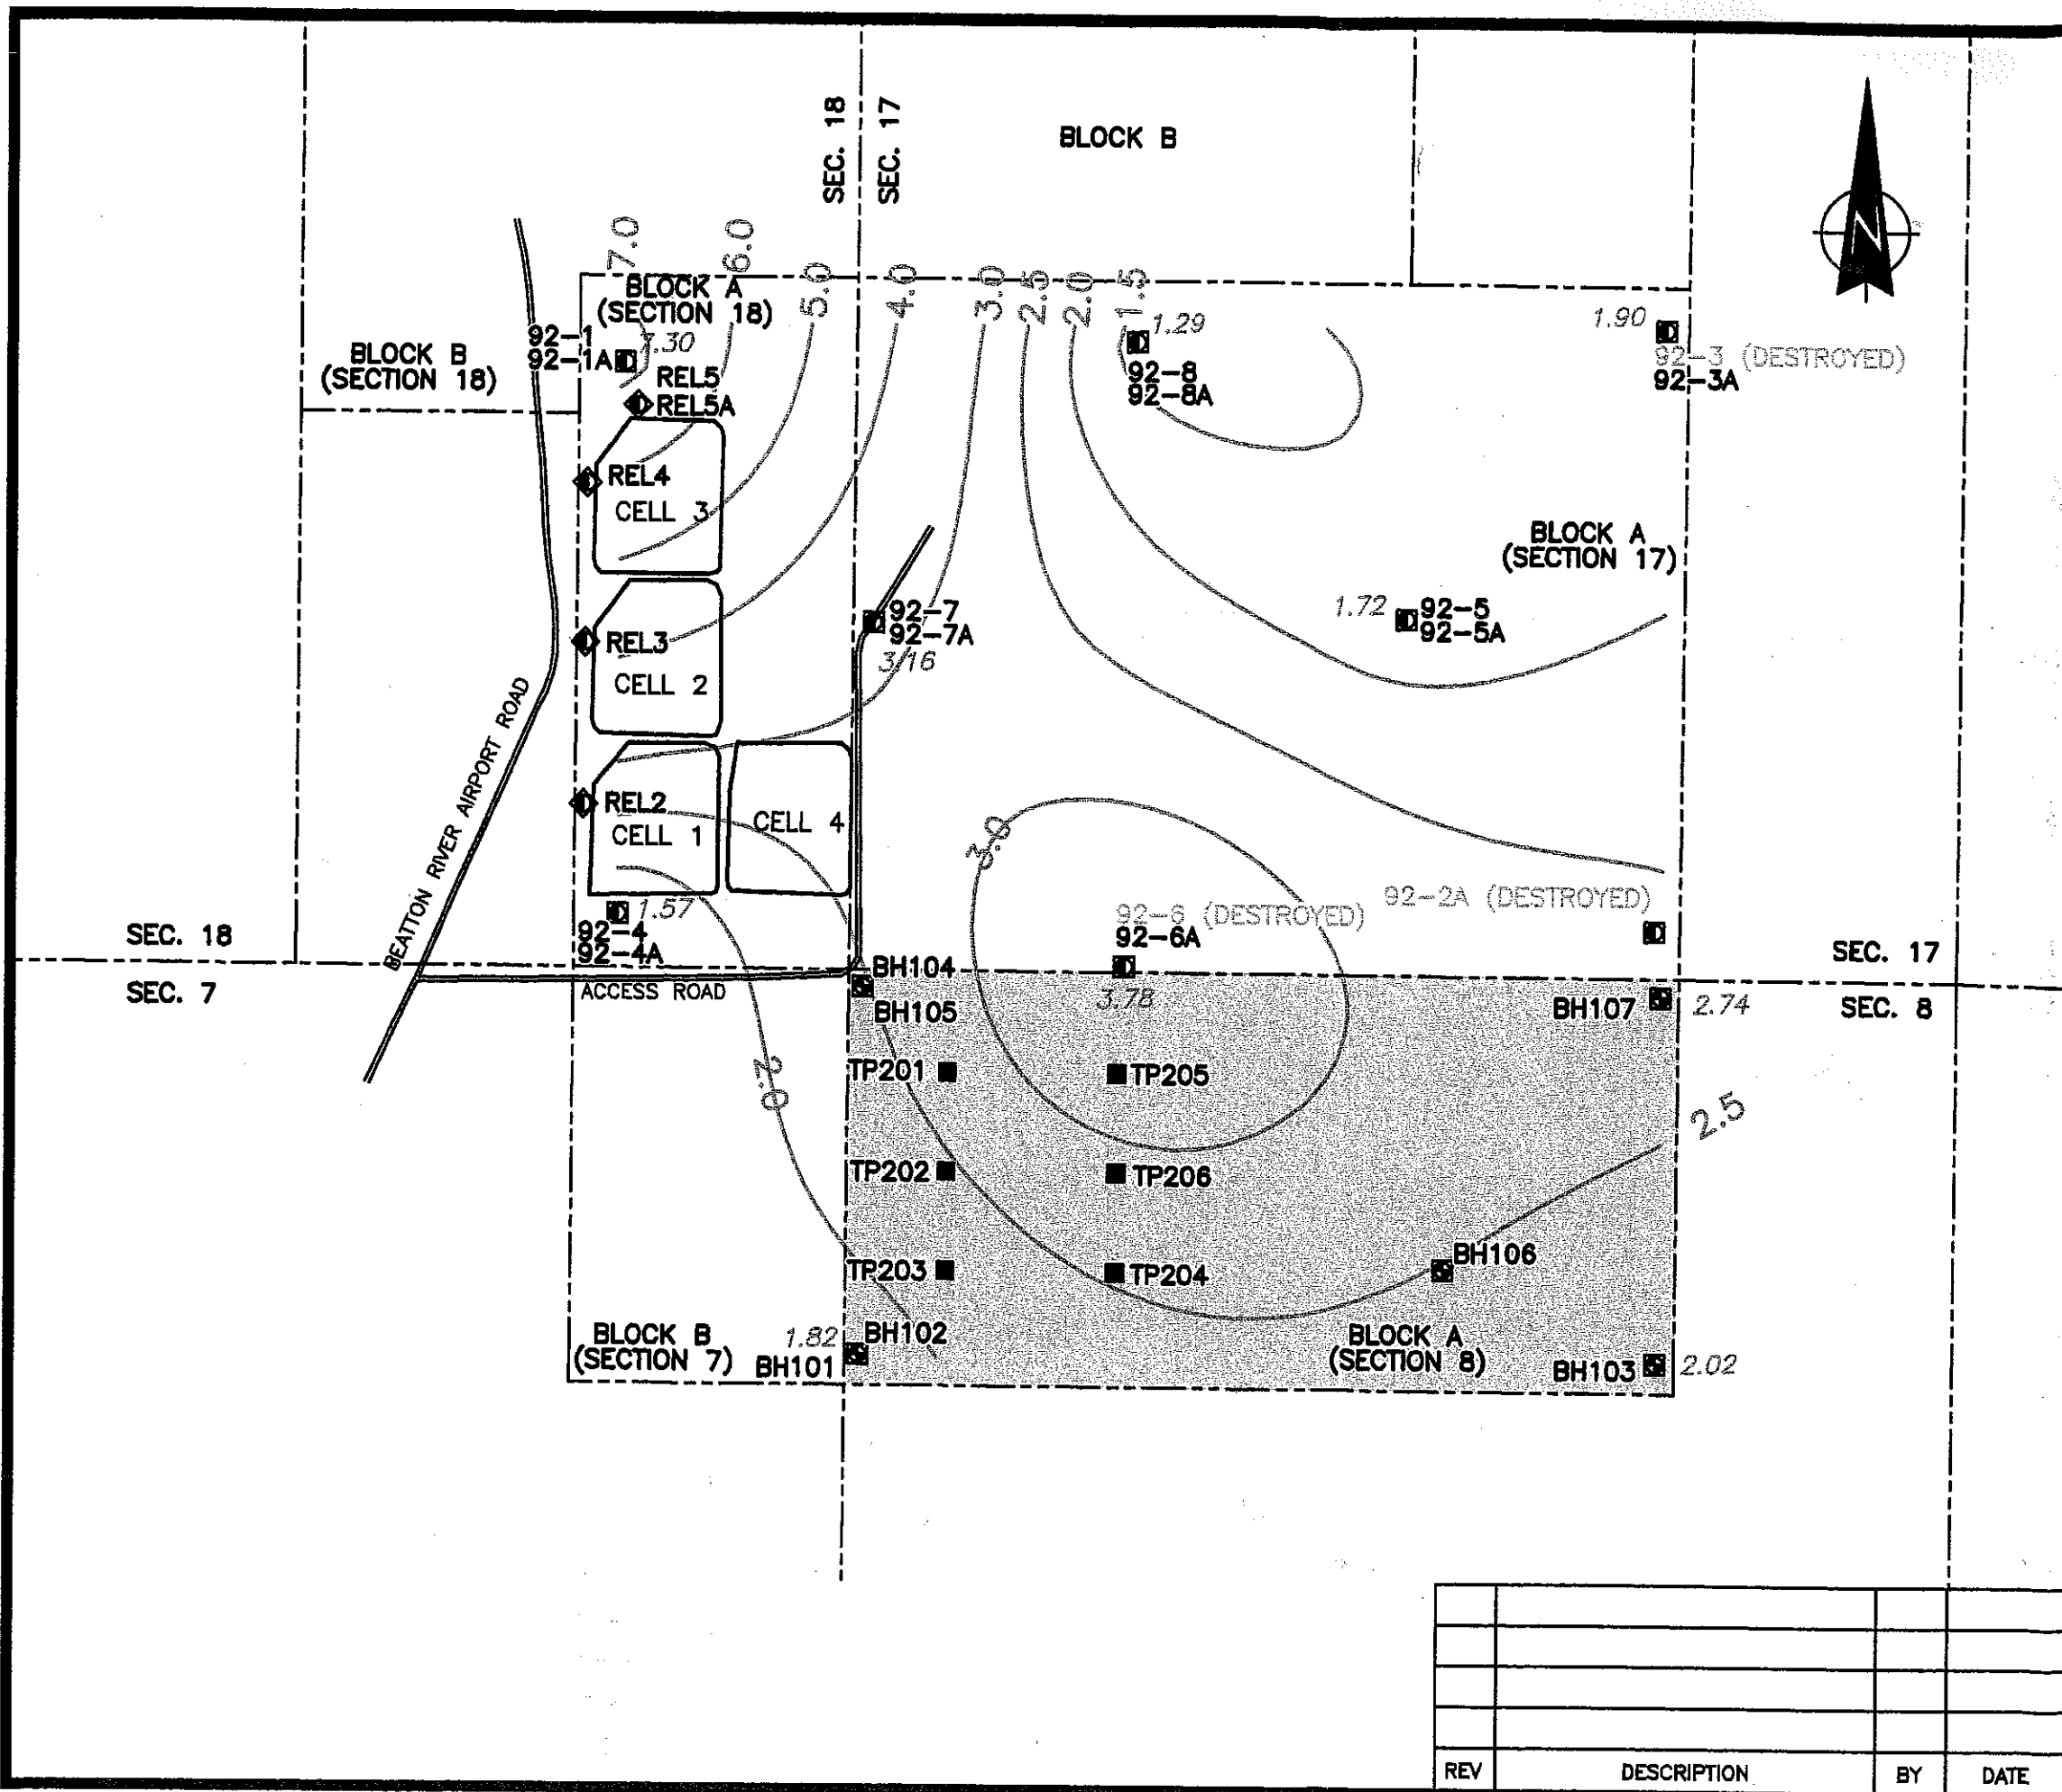 SEC. 18
SEC. 17
BLOCK B
7.0
6.0
5.0
4.0
3.0
2.5
2.0
1.5
BLOCK A
(SECTION 18)
92-1
92-1A
7.30
BLOCK B
(SECTION 18)
REL5
REL5A
1.29
92-8
92-8A
1.90
92-3 (DESTROYED)
92-3A
N
REL4
CELL 3
BLOCK A
(SECTION 17)
92-7
92-7A
3/16
1.72
92-5
92-5A
REL3
CELL 2
BEATTON RIVER AIRPORT ROAD
REL2
CELL 1
CELL 4
3.0
1.57
92-4
92-4A
92-6 (DESTROYED)
92-6A
92-2A (DESTROYED)
SEC. 18
SEC. 7
SEC. 17
SEC. 8
ACCESS ROAD
BH104
BH105
3.78
BH107
2.74
TP201
TP205
2.0
2.5
TP202
TP206
TP203
TP204
BH106
BLOCK B
(SECTION 7)
1.82
BH102
BH101
BLOCK A
(SECTION 8)
BH103
2.02
REV
DESCRIPTION
BY
DATE